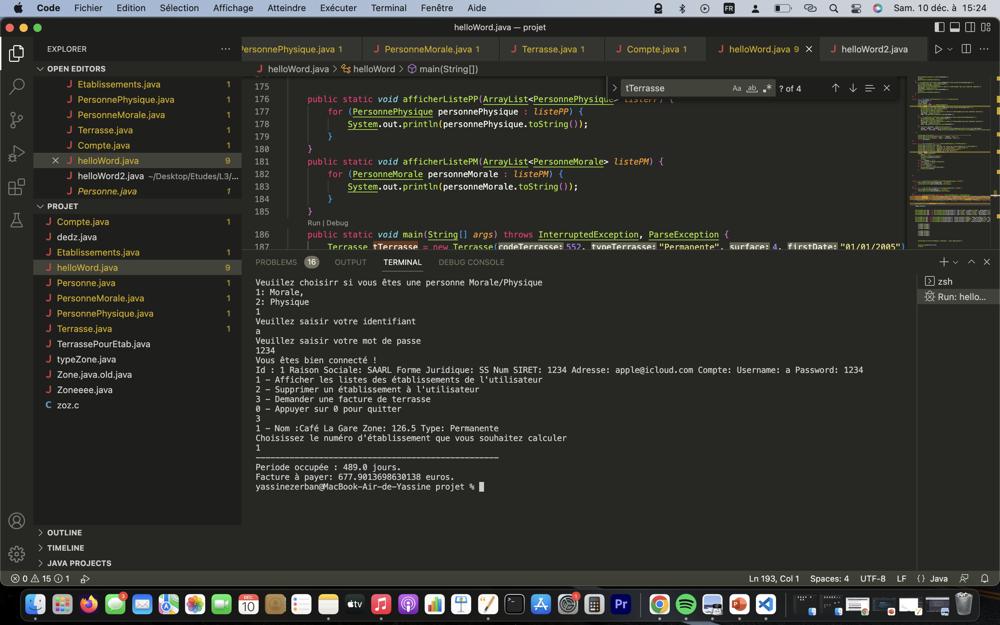 Code Fichier Edition Sélection Affichage Atteindre Exécuter Terminal Fenêtre Aide FR Sam. 10 déc. à 15:24
helloWord.java — projet
EXPLORER
OPEN EDITORS
Etablissements.java 1
PersonnePhysique.java 1
PersonneMorale.java 1
Terrasse.java 1
Compte.java 1
helloWord.java 9
helloWord2.java ~/Desktop/Etudes/L3/...
Personne.java 1
PROJET
Compte.java 1
dedz.java
Etablissements.java 1
helloWord.java 9
Personne.java 1
PersonneMorale.java 1
PersonnePhysique.java 1
Terrasse.java 1
TerrassePourEtab.java
typeZone.java
Zone.java.old.java
Zoneeee.java
C zoz.c
OUTLINE
TIMELINE
JAVA PROJECTS
PersonnePhysique.java 1 PersonneMorale.java 1 Terrasse.java 1 Compte.java 1 helloWord.java 9 helloWord2.java
helloWord.java > helloWord > main(String[])
tTerrasse Aa ab ? of 4
175
176 public static void afficherListePP(ArrayList<PersonnePhysique> listePP) {
177 for (PersonnePhysique personnePhysique : listePP) {
178 System.out.println(personnePhysique.toString());
179 }
180 }
181 public static void afficherListePM(ArrayList<PersonneMorale> listePM) {
182 for (PersonneMorale personneMorale : listePM) {
183 System.out.println(personneMorale.toString());
184 }
185 }
Run | Debug
186 public static void main(String[] args) throws InterruptedException, ParseException {
187 Terrasse tTerrasse = new Terrasse(codeTerrasse: 552, typeTerrasse: "Permanente", surface: 4, firstDate: "01/01/2005")
PROBLEMS 16 OUTPUT TERMINAL DEBUG CONSOLE
zsh
Run: hello...
Veuiilez choisirr si vous êtes une personne Morale/Physique
1: Morale,
2: Physique
1
Veuillez saisir votre identifiant
a
Veuillez saisir votre mot de passe
1234
Vous êtes bien connecté !
Id : 1 Raison Sociale: SAARL Forme Juridique: SS Num SIRET: 1234 Adresse: apple@icloud.com Compte: Username: a Password: 1234
1 - Afficher les listes des établissements de l'utilisateur
2 - Supprimer un établissement à l'utilisateur
3 - Demander une facture de terrasse
0 - Appuyer sur 0 pour quitter
3
1 - Nom :Café La Gare Zone: 126.5 Type: Permanente
Choisissez le numéro d'établissement que vous souhaitez calculer
1
--------------------------------------------------
Periode occupée : 489.0 jours.
Facture à payer: 677.9013698630138 euros.
yassinezerban@MacBook-Air-de-Yassine projet %
0 15 1 Ln 193, Col 1 Spaces: 4 UTF-8 LF {} Java
3 DÉC. 10 tv 1 Pr